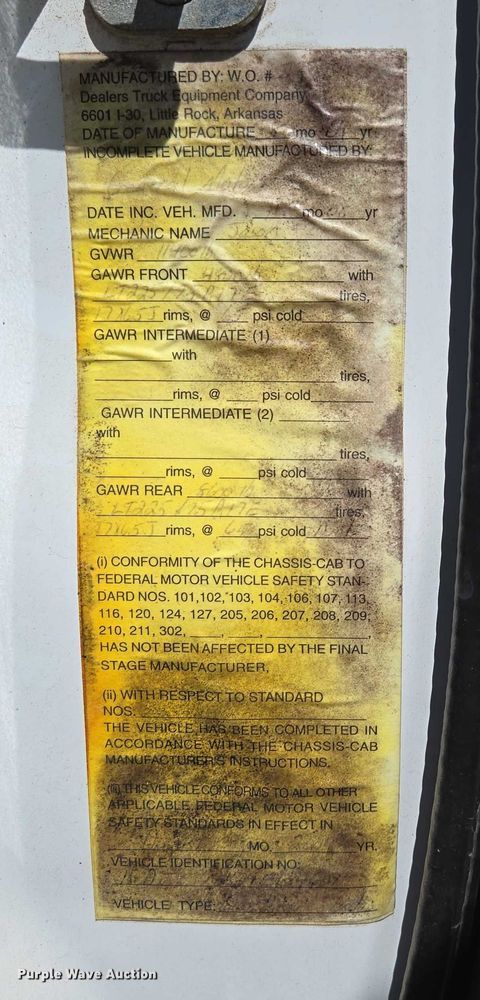 MANUFACTURED BY: W.O. #
Dealers Truck Equipment Company
6601 I-30, Little Rock, Arkansas
DATE OF MANUFACTURE mo yr.
INCOMPLETE VEHICLE MANUFACTURED BY:
DATE INC. VEH. MFD. mo yr
MECHANIC NAME
GVWR
GAWR FRONT with
tires,
17X6.5J rims, @ psi cold
GAWR INTERMEDIATE (1)
with
tires,
rims, @ psi cold
GAWR INTERMEDIATE (2)
with
tires,
rims, @ psi cold
GAWR REAR with
tires,
17X6.5J rims, @ psi cold
(i) CONFORMITY OF THE CHASSIS-CAB TO
FEDERAL MOTOR VEHICLE SAFETY STAN-
DARD NOS. 101,102, 103, 104, 106, 107, 113,
116, 120, 124, 127, 205, 206, 207, 208, 209,
210, 211, 302,
HAS NOT BEEN AFFECTED BY THE FINAL
STAGE MANUFACTURER.
(ii) WITH RESPECT TO STANDARD
NOS.
THE VEHICLE HAS BEEN COMPLETED IN
ACCORDANCE WITH THE CHASSIS-CAB
MANUFACTURER'S INSTRUCTIONS.
(iii) THIS VEHICLE CONFORMS TO ALL OTHER
APPLICABLE FEDERAL MOTOR VEHICLE
SAFETY STANDARDS IN EFFECT IN
MO. YR.
VEHICLE IDENTIFICATION NO:
VEHICLE TYPE:
Purple Wave Auction